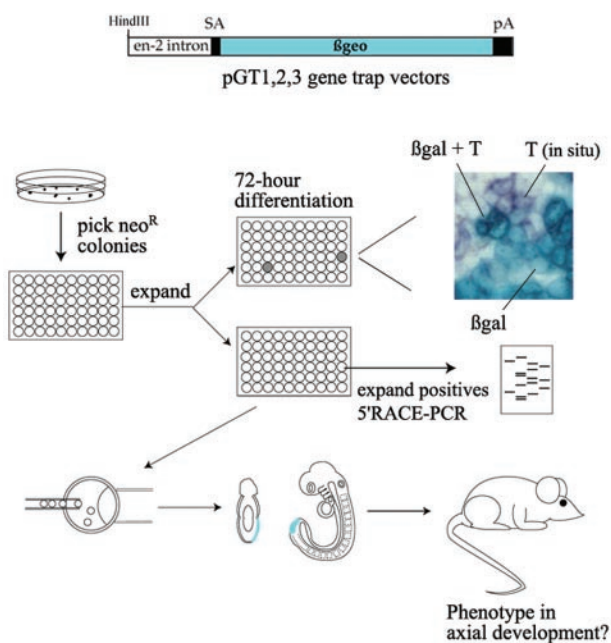 HindIII
SA
pA
en-2 intron
ßgeo
pGT1,2,3 gene trap vectors
ßgal + T
T (in situ)
72-hour
differentiation
pick neoᴿ
colonies
expand
ßgal
expand positives
5'RACE-PCR
Phenotype in
axial development?